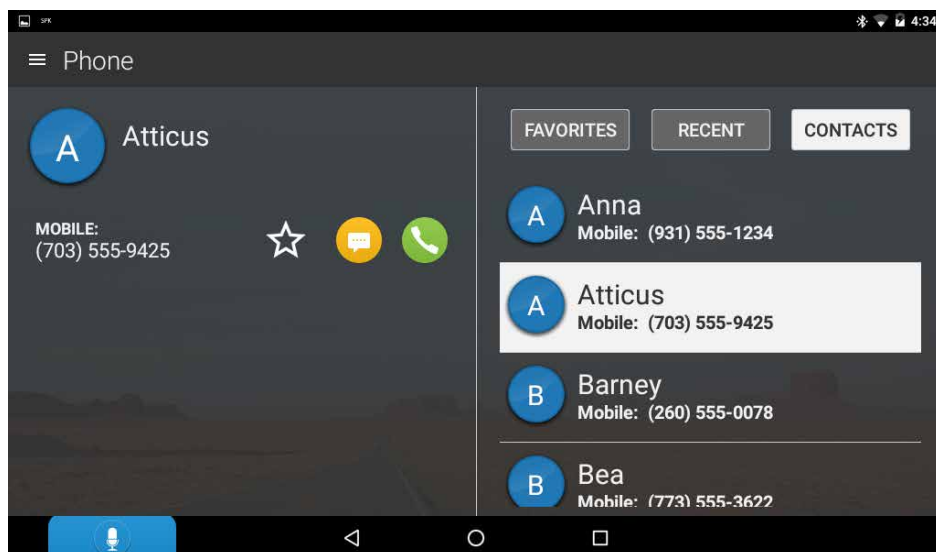 SPK
4:34
Phone
A
Atticus
MOBILE:
(703) 555-9425
FAVORITES
RECENT
CONTACTS
A
Anna
Mobile: (931) 555-1234
A
Atticus
Mobile: (703) 555-9425
B
Barney
Mobile: (260) 555-0078
B
Bea
Mobile: (773) 555-3622